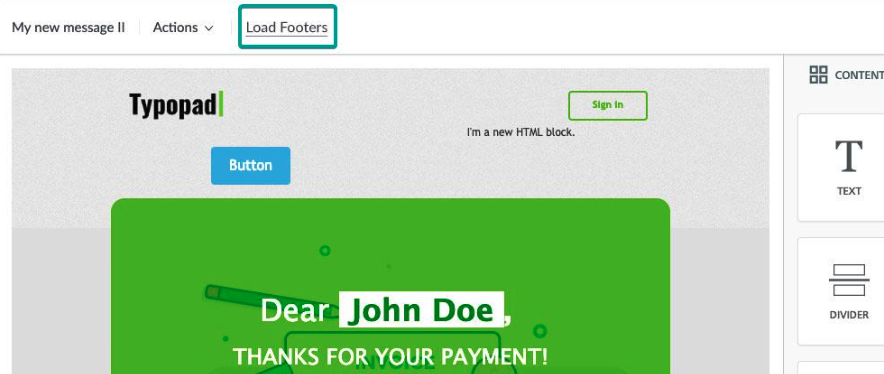 My new message II
Actions
Load Footers
CONTENT
Typopad
Sign in
I'm a new HTML block.
Button
TEXT
Dear John Doe,
INVOICE
THANKS FOR YOUR PAYMENT!
DIVIDER